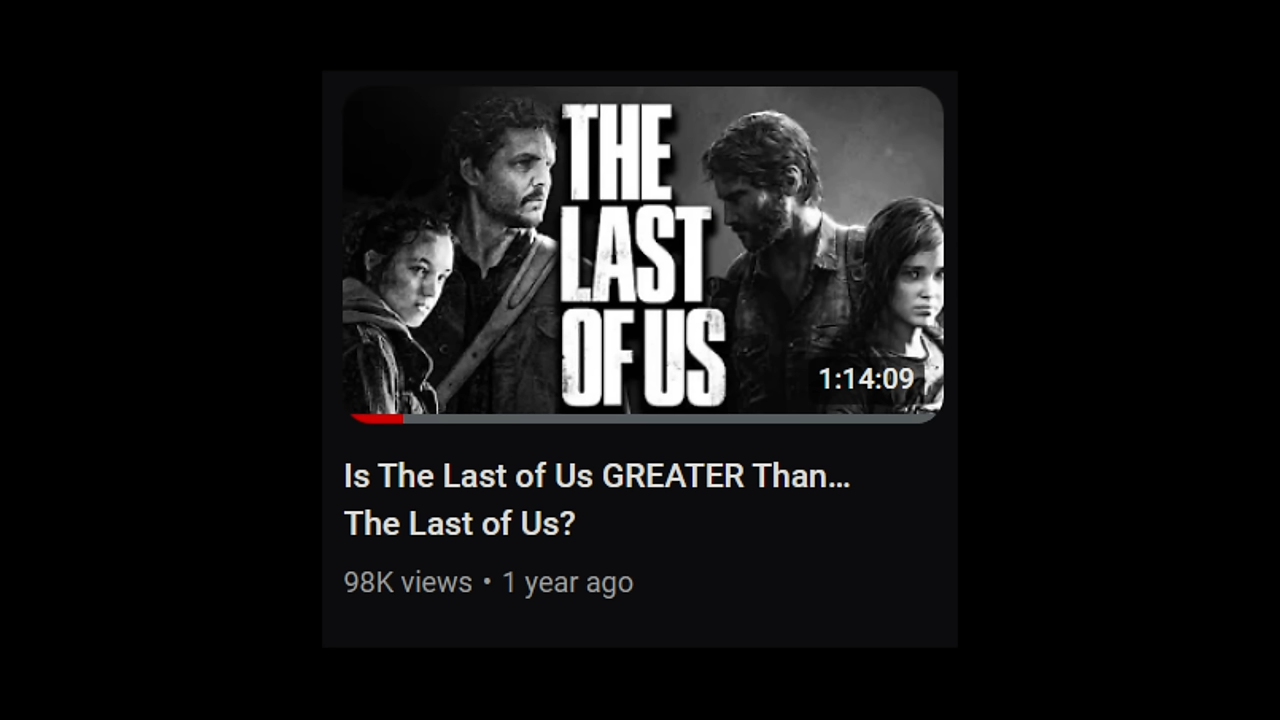 THE
LAST
OF US
1:14:09
Is The Last of Us GREATER Than...
The Last of Us?
98K views • 1 year ago